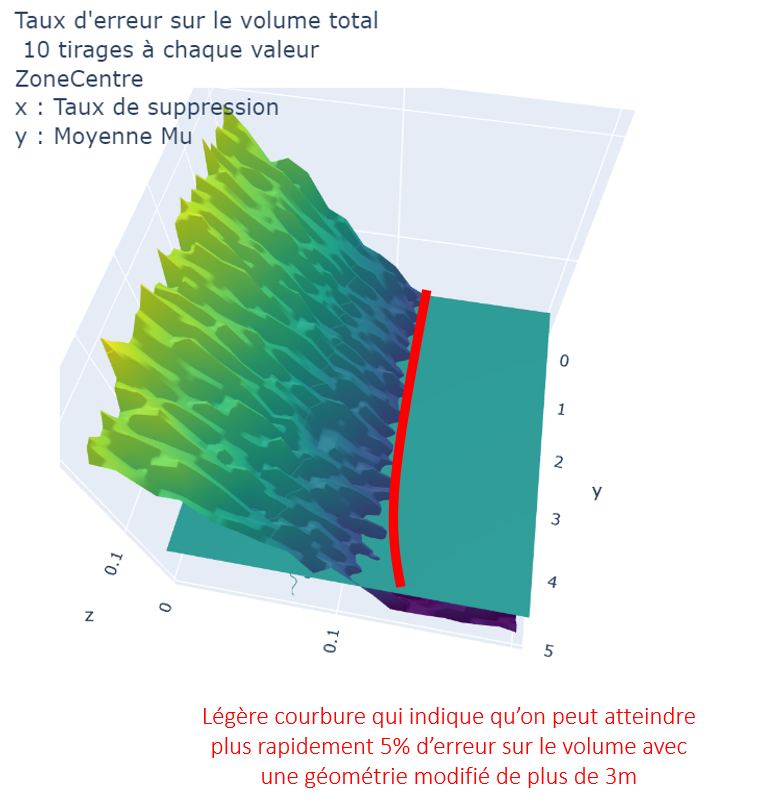 Taux d'erreur sur le volume total
10 tirages à chaque valeur
ZoneCentre
x : Taux de suppression
y : Moyenne Mu
0
1
2
y
3
4
5
0.1
z
0
0.1
Légère courbure qui indique qu’on peut atteindre
plus rapidement 5% d’erreur sur le volume avec
une géométrie modifié de plus de 3m